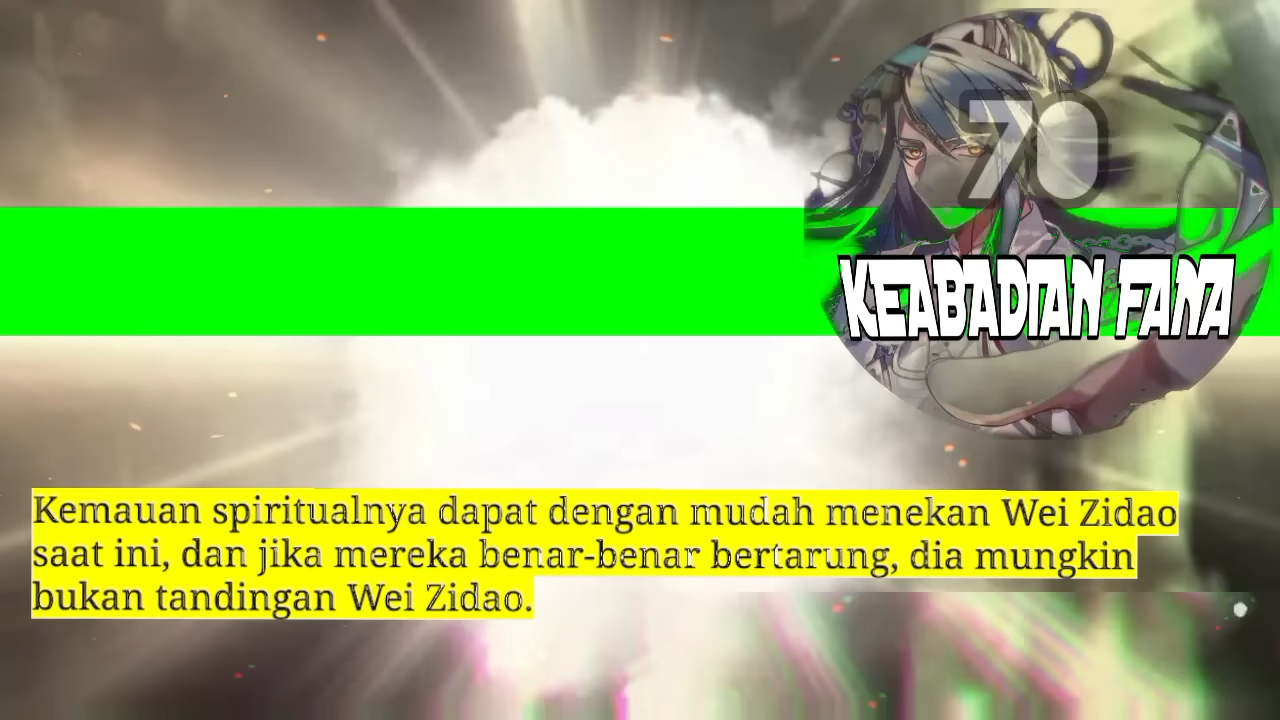 70
KEABADIAN FANA
Kemauan spiritualnya dapat dengan mudah menekan Wei Zidao
saat ini, dan jika mereka benar-benar bertarung, dia mungkin
bukan tandingan Wei Zidao.